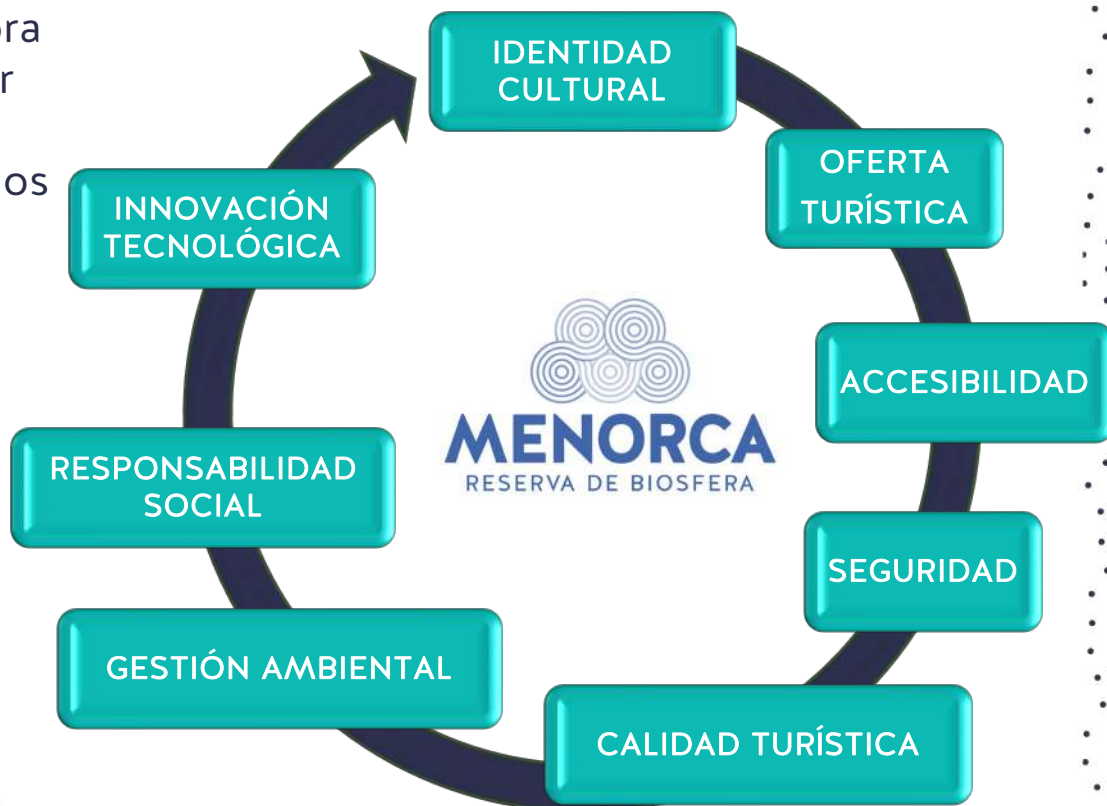 IDENTIDAD
CULTURAL
OFERTA
TURÍSTICA
ACCESIBILIDAD
SEGURIDAD
CALIDAD TURÍSTICA
GESTIÓN AMBIENTAL
RESPONSABILIDAD
SOCIAL
INNOVACIÓN
TECNOLÓGICA
MENORCA
RESERVA DE BIOSFERA